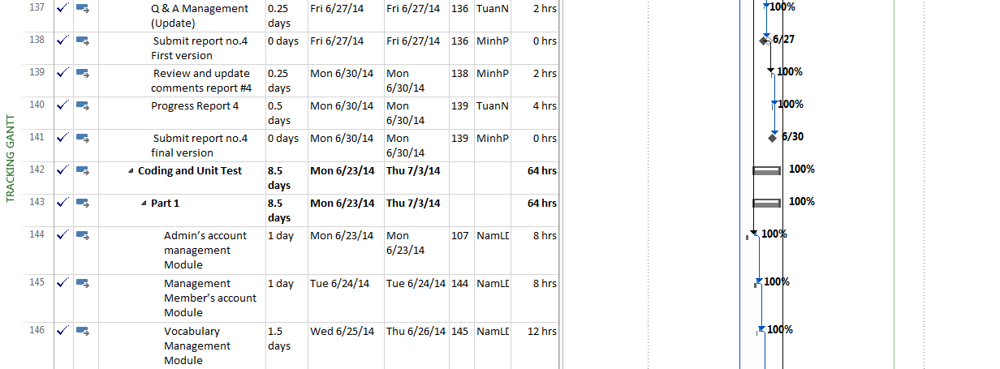 TRACKING GANTT
137 Q & A Management 0.25 Fri 6/27/14 Fri 6/27/14 136 TuanN 2 hrs 100%
(Update) days
138 Submit report no.4 0 days Fri 6/27/14 Fri 6/27/14 136 MinhP 0 hrs 6/27
First version
139 Review and update 0.25 Mon 6/30/14 Mon 138 MinhP 2 hrs 100%
comments report #4 days 6/30/14
140 Progress Report 4 0.5 Mon 6/30/14 Mon 139 TuanN 4 hrs 100%
days 6/30/14
141 Submit report no.4 0 days Mon 6/30/14 Mon 139 MinhP 0 hrs 6/30
final version 6/30/14
142 Coding and Unit Test 8.5 Mon 6/23/14 Thu 7/3/14 64 hrs 100%
days
143 Part 1 8.5 Mon 6/23/14 Thu 7/3/14 64 hrs 100%
days
144 Admin’s account 1 day Mon 6/23/14 Mon 107 NamL 8 hrs 100%
management 6/23/14
Module
145 Management 1 day Tue 6/24/14 Tue 6/24/14 144 NamL 8 hrs 100%
Member’s account
Module
146 Vocabulary 1.5 Wed 6/25/14 Thu 6/26/14 145 NamL 12 hrs 100%
Management days
Module